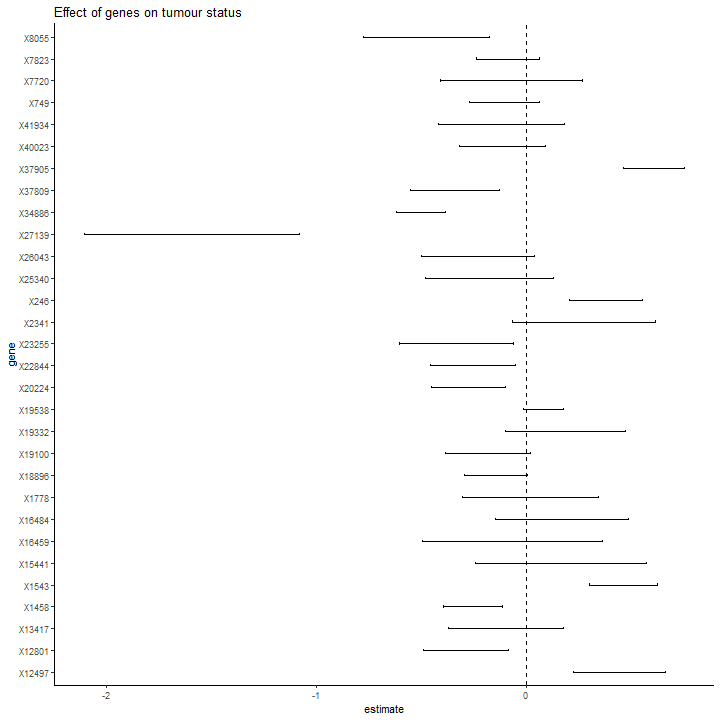 Effect of genes on tumour status
X8055
X7823
X7720
X749
X41934
X40023
X37905
X37809
X34886
X27139
X26043
X25340
X246
X2341
X23255
X22844
X20224
X19538
X19332
X19100
X18896
X1778
X16484
X16459
X15441
X1543
X1458
X13417
X12801
X12497
gene
-2
-1
0
estimate